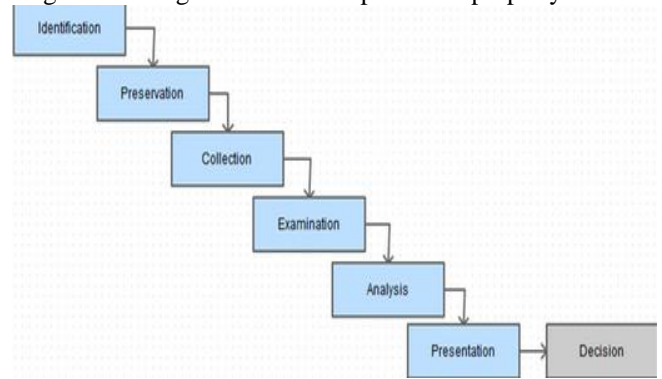 Identification
Preservation
Collection
Examination
Analysis
Presentation
Decision